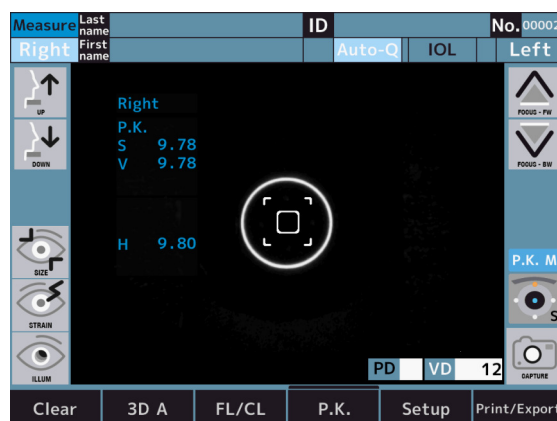 Measure Last name ID No. 00002
Right First name Auto-Q IOL Left
UP
FOCUS - FW
Right
P.K.
S 9.78
V 9.78
DOWN
FOCUS - BW
H 9.80
SIZE
P.K. M
S
STRAIN
ILLUM
PD VD 12
CAPTURE
Clear 3D A FL/CL P.K. Setup Print/Export